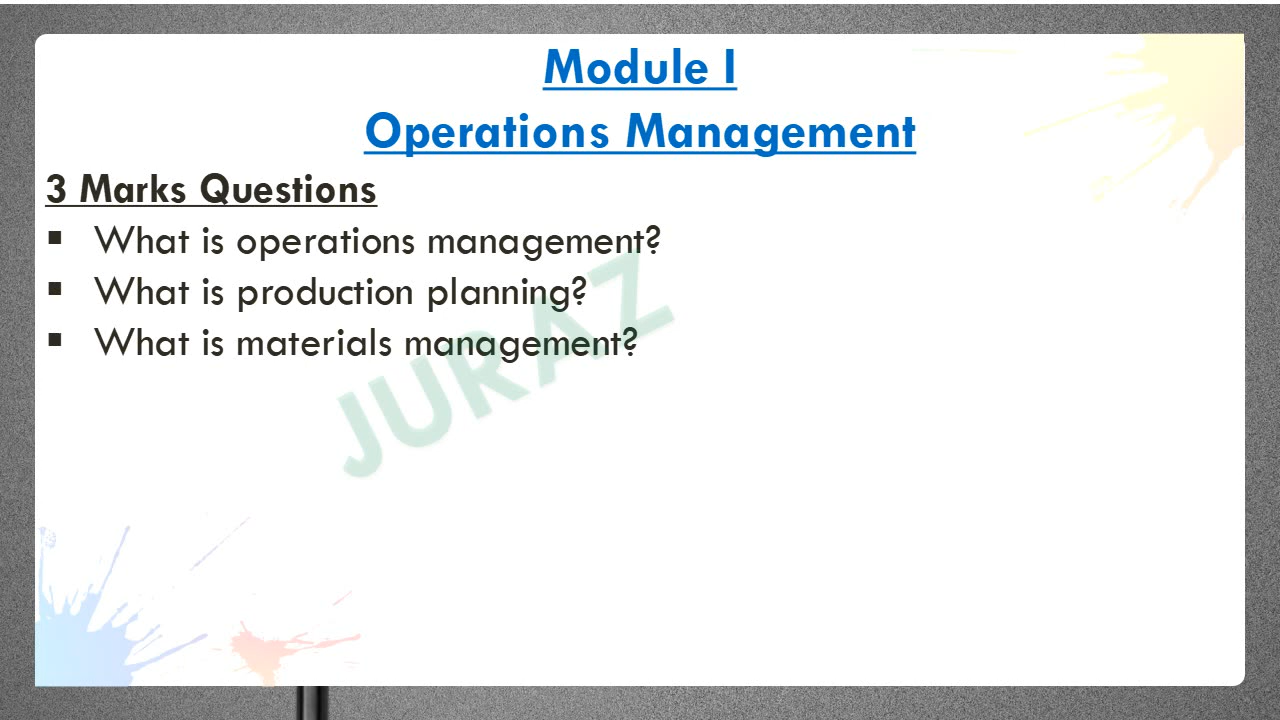 Module I
Operations Management
3 Marks Questions
▪ What is operations management?
▪ What is production planning?
▪ What is materials management?
JURAZ